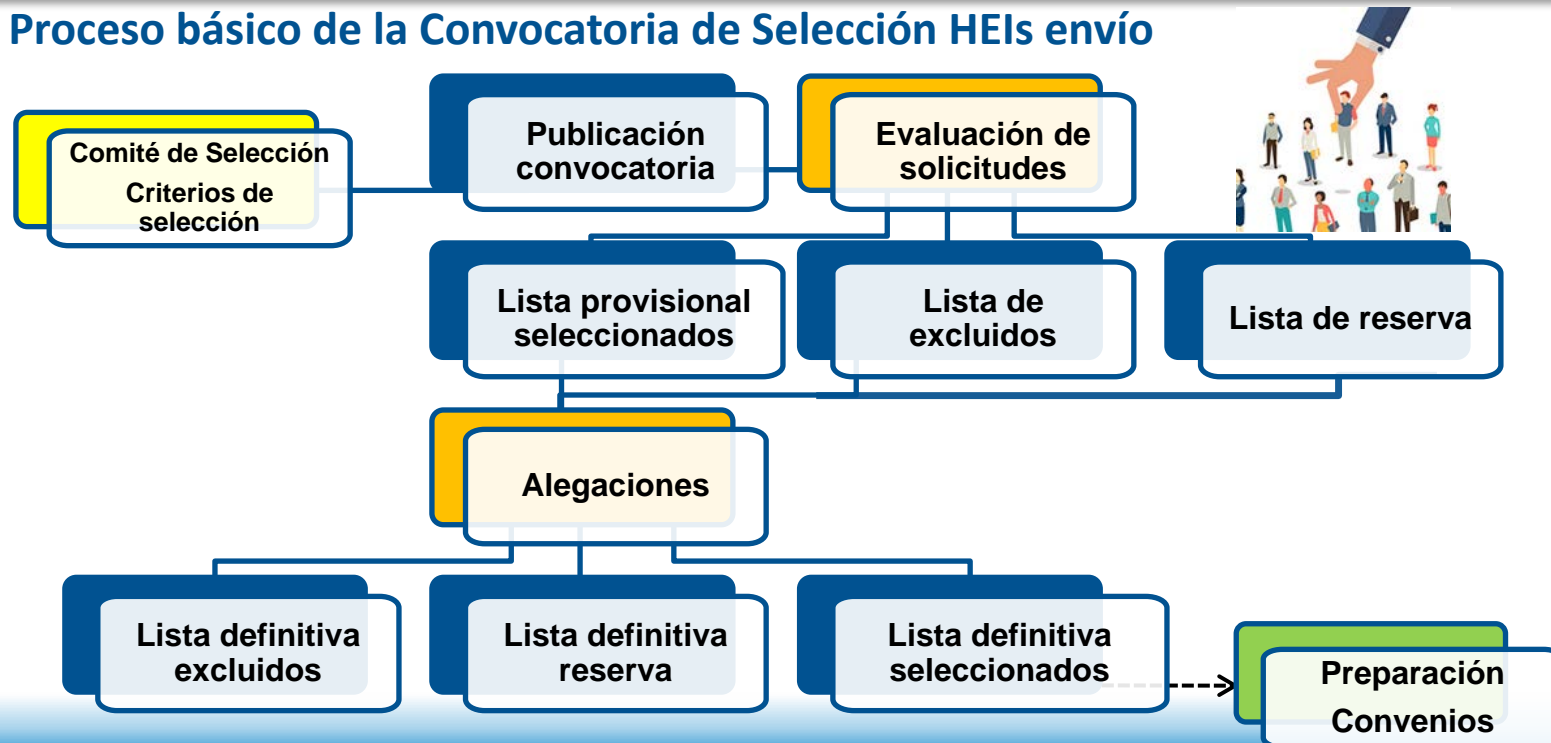 Proceso básico de la Convocatoria de Selección HEIs envío
Comité de Selección
Criterios de
selección
Publicación
convocatoria
Evaluación de
solicitudes
Lista provisional
seleccionados
Lista de
excluidos
Lista de reserva
Alegaciones
Lista definitiva
excluidos
Lista definitiva
reserva
Lista definitiva
seleccionados
Preparación
Convenios